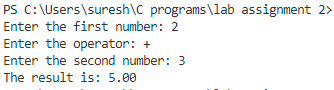 PS C:\Users\suresh\C programs\lab assignment 2>
Enter the first number: 2
Enter the operator: +
Enter the second number: 3
The result is: 5.00